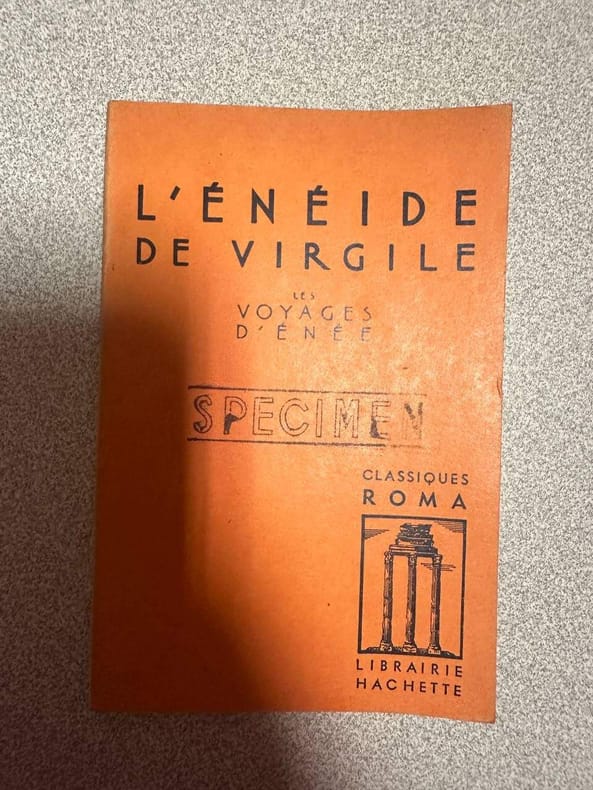 L'ÉNÉIDE
DE VIRGILE
LES
VOYAGES
D'ÉNÉE
SPECIMEN
CLASSIQUES
ROMA
LIBRAIRIE
HACHETTE